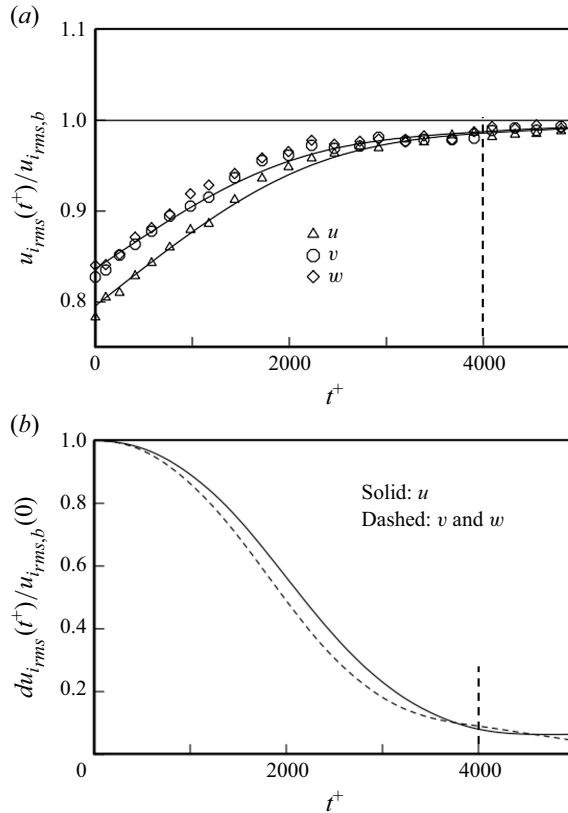 (a)
1.1
1.0
0.9
0.8
u_{i_{rms}}(t^+)/u_{i_{rms,b}}
u
v
w
0
2000
4000
t^+
(b)
1.0
0.8
0.6
0.4
0.2
du_{i_{rms}}(t^+)/u_{i_{rms,b}}(0)
Solid: u
Dashed: v and w
0
2000
4000
t^+